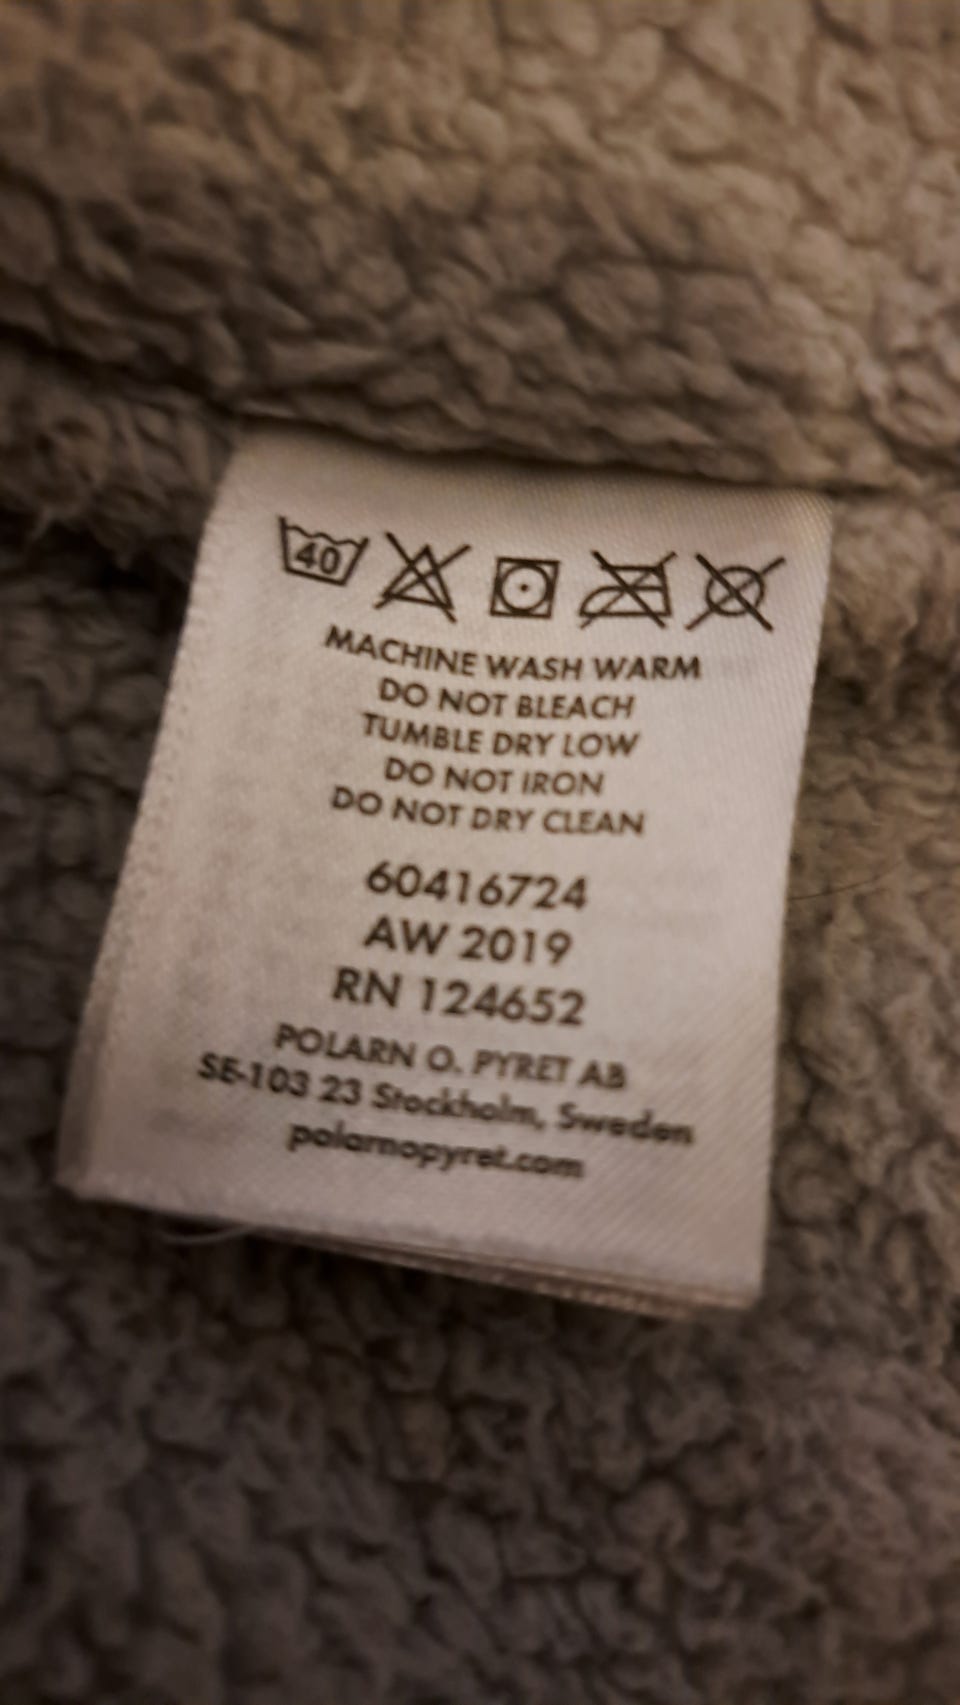 40
MACHINE WASH WARM
DO NOT BLEACH
TUMBLE DRY LOW
DO NOT IRON
DO NOT DRY CLEAN
60416724
AW 2019
RN 124652
POLARN O. PYRET AB
SE-103 23 Stockholm, Sweden
polarnopyret.com